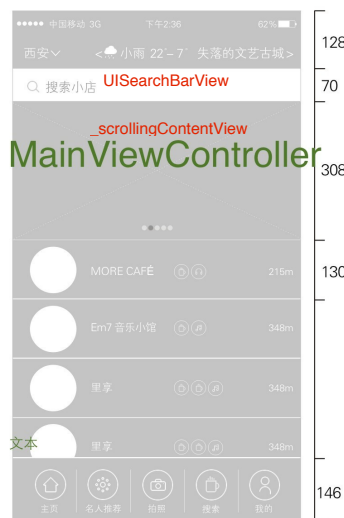 中国移动 3G 下午2:36 62%
西安 < 小雨 22°~ 7° 失落的文艺古城 >
128
搜索小店 UISearchBarView
70
_scrollingContentView
MainViewController
308
MORE CAFÉ 215m
130
Em7 音乐小馆 348m
里享 348m
文本
里享 348m
主页 名人推荐 拍照 搜索 我的
146